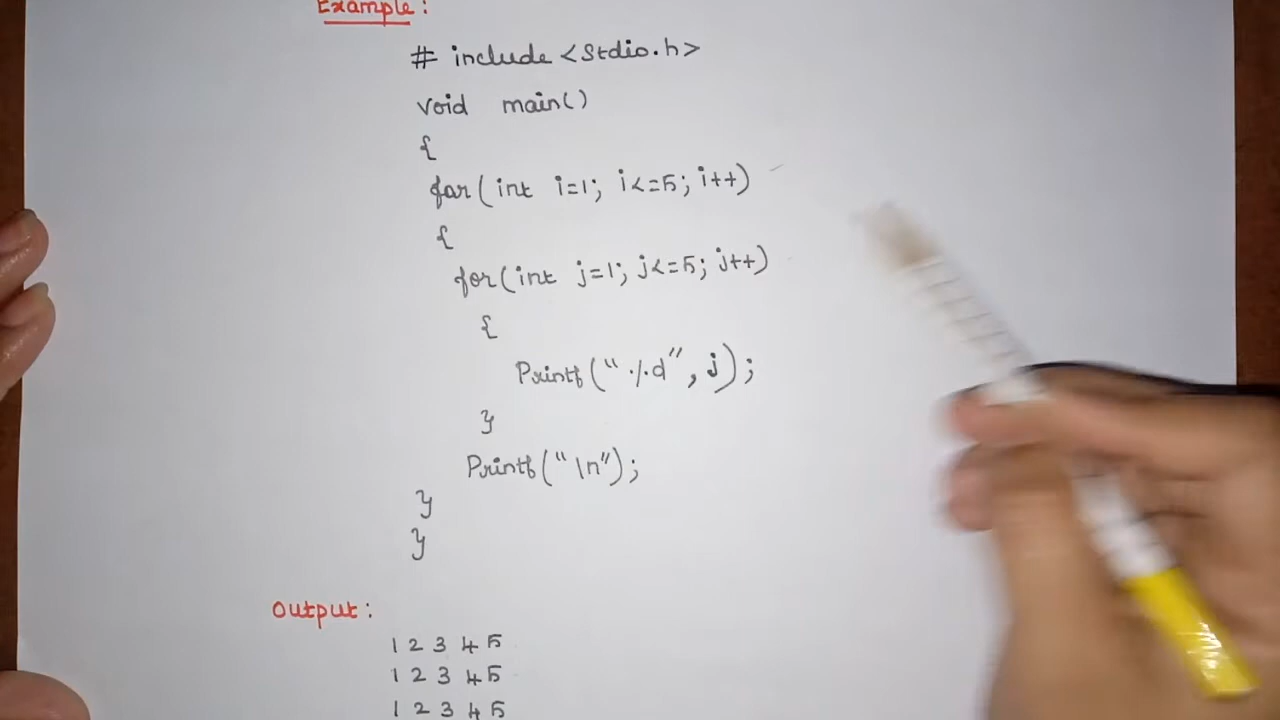 Example:
# include <Stdio.h>
void main()
{
for(int i=1; i<=5; i++)
{
for(int j=1; j<=5; j++)
{
Printf("%d", j);
}
Printf("\n");
}
}
Output:
1 2 3 4 5
1 2 3 4 5
1 2 3 4 5